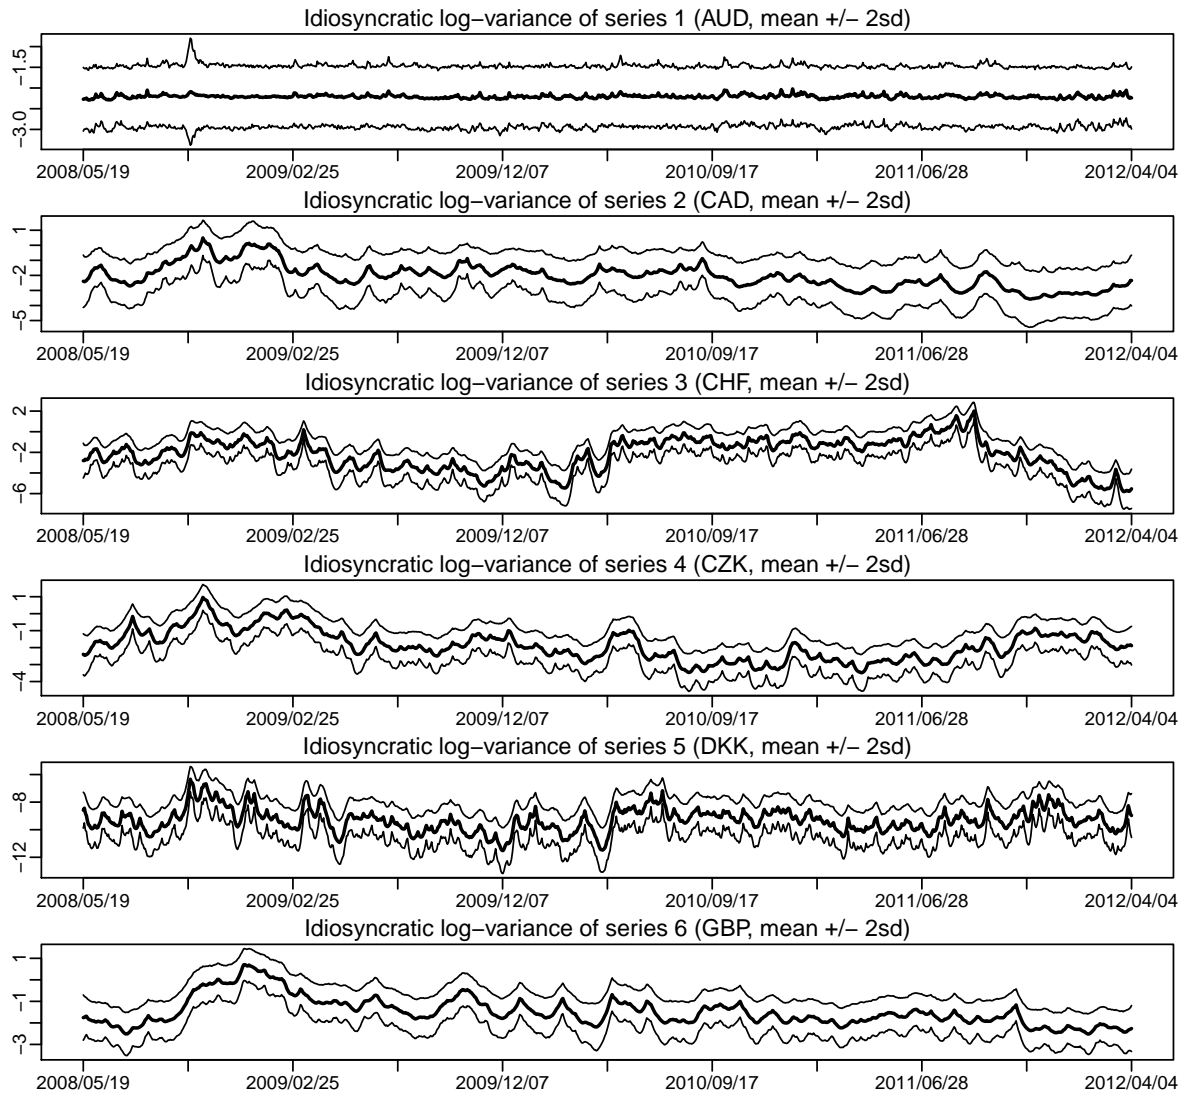 Idiosyncratic log−variance of series 1 (AUD, mean +/− 2sd)
−1.5
−3.0
2008/05/19 2009/02/25 2009/12/07 2010/09/17 2011/06/28 2012/04/04
Idiosyncratic log−variance of series 2 (CAD, mean +/− 2sd)
1
−2
−5
2008/05/19 2009/02/25 2009/12/07 2010/09/17 2011/06/28 2012/04/04
Idiosyncratic log−variance of series 3 (CHF, mean +/− 2sd)
2
−2
−6
2008/05/19 2009/02/25 2009/12/07 2010/09/17 2011/06/28 2012/04/04
Idiosyncratic log−variance of series 4 (CZK, mean +/− 2sd)
1
−1
−4
2008/05/19 2009/02/25 2009/12/07 2010/09/17 2011/06/28 2012/04/04
Idiosyncratic log−variance of series 5 (DKK, mean +/− 2sd)
−8
−12
2008/05/19 2009/02/25 2009/12/07 2010/09/17 2011/06/28 2012/04/04
Idiosyncratic log−variance of series 6 (GBP, mean +/− 2sd)
1
−1
−3
2008/05/19 2009/02/25 2009/12/07 2010/09/17 2011/06/28 2012/04/04